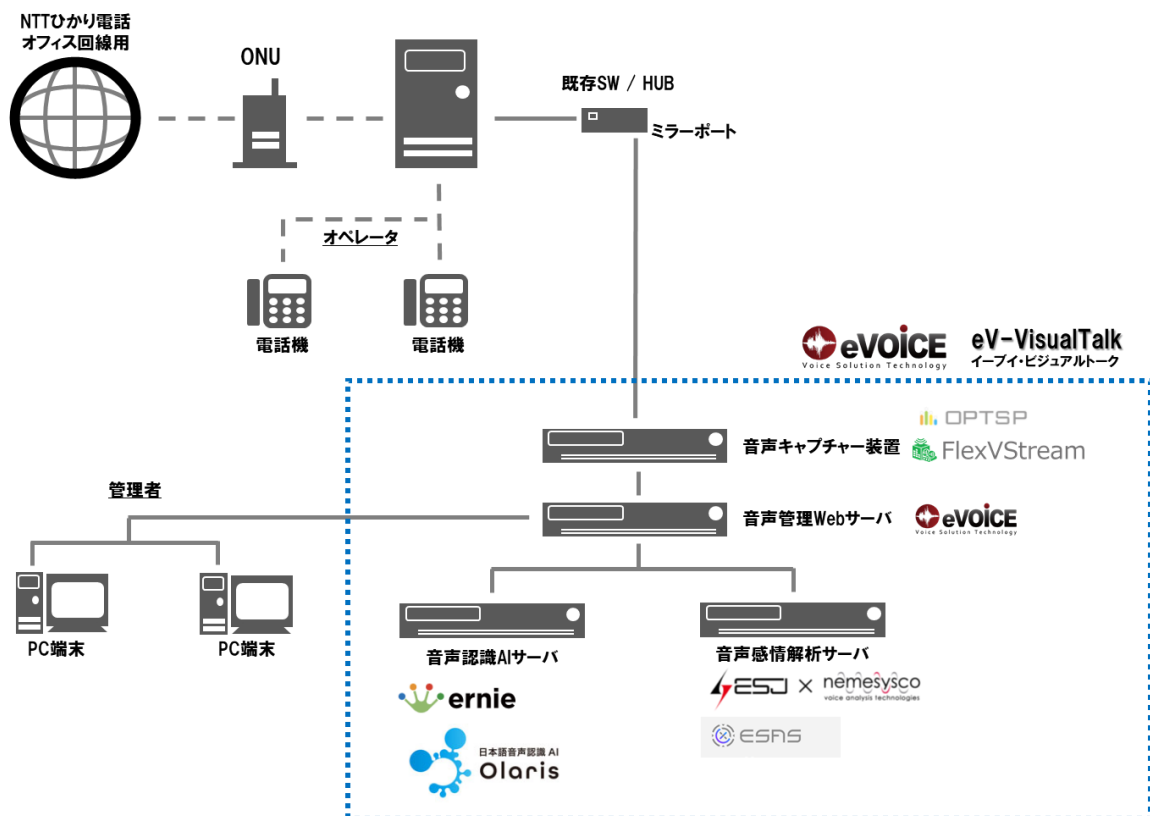 NTTひかり電話
オフィス回線用
ONU
既存SW / HUB
ミラーポート
オペレータ
電話機
電話機
eVOiCE
Voice Solution Technology
eV-VisualTalk
イーブイ・ビジュアルトーク
音声キャプチャー装置
OPTSP
FlexVStream
管理者
音声管理Webサーバ
eVOiCE
Voice Solution Technology
PC端末
PC端末
音声認識AIサーバ
音声感情解析サーバ
ernie
ESJ × nemesysco
voice analysis technologies
ESAS
日本語音声認識 AI
Olaris